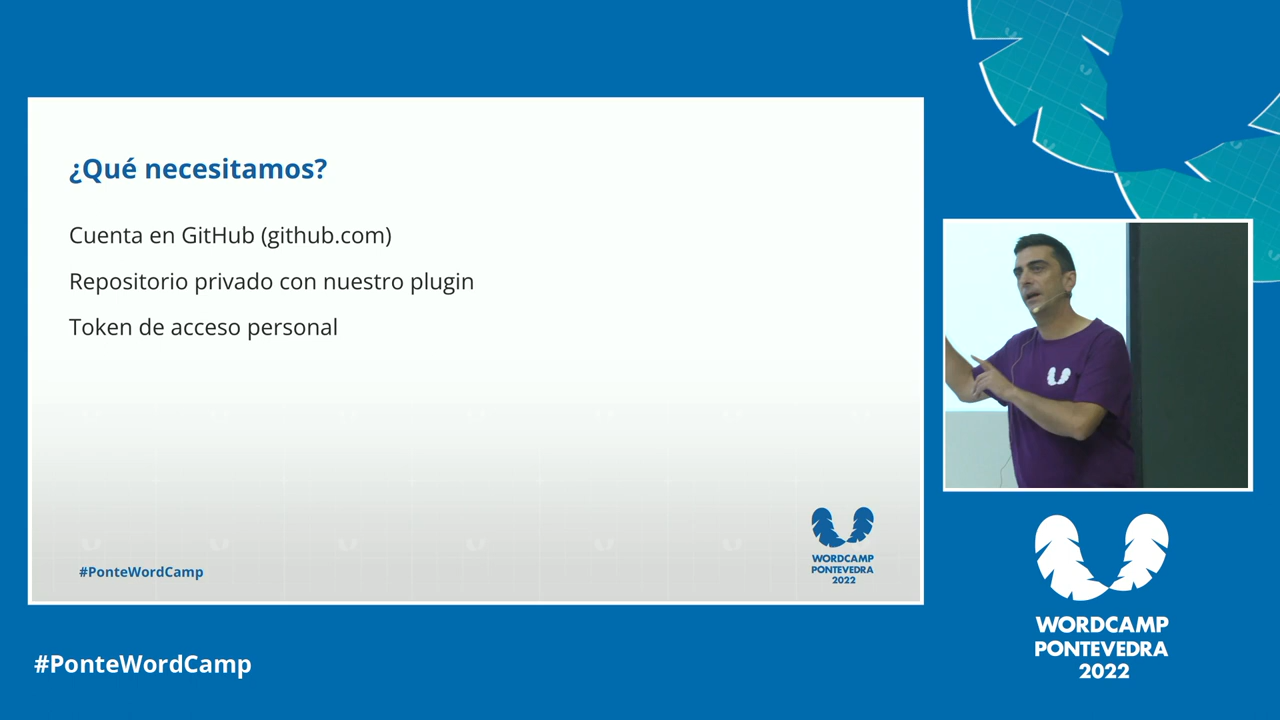 ¿Qué necesitamos?
Cuenta en GitHub (github.com)
Repositorio privado con nuestro plugin
Token de acceso personal
#PonteWordCamp
WORDCAMP
PONTEVEDRA
2022
#PonteWordCamp
WORDCAMP
PONTEVEDRA
2022